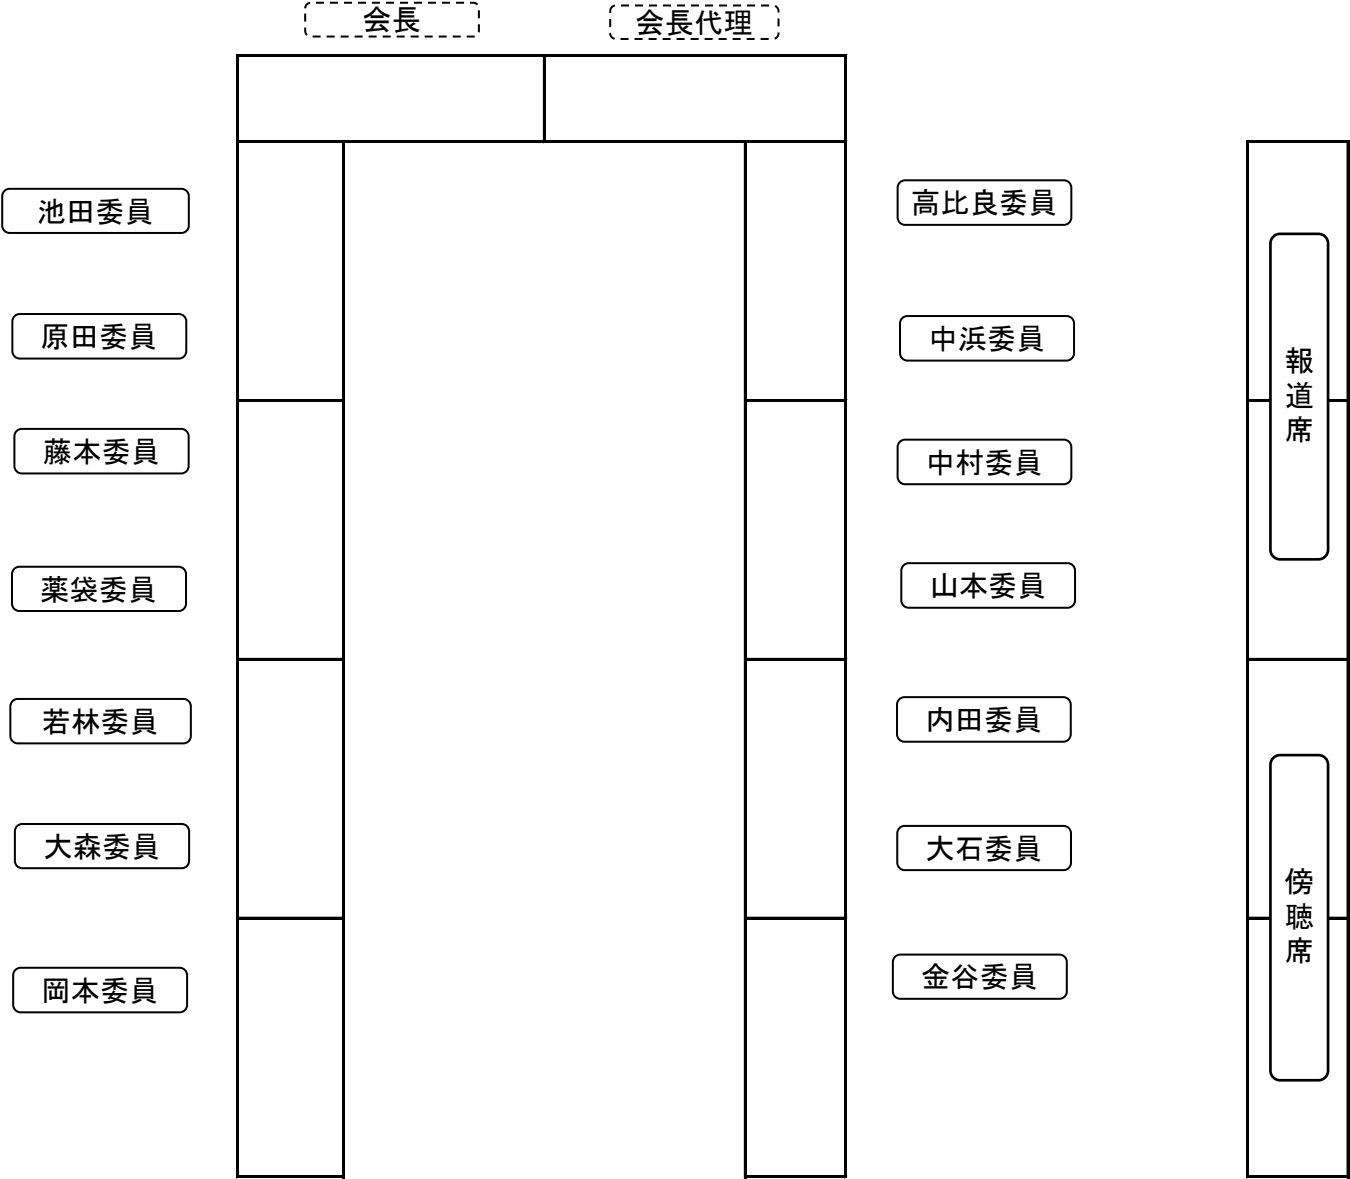 会長
会長代理
池田委員
高比良委員
原田委員
中浜委員
藤本委員
中村委員
薬袋委員
山本委員
若林委員
内田委員
大森委員
大石委員
岡本委員
金谷委員
報道席
傍聴席